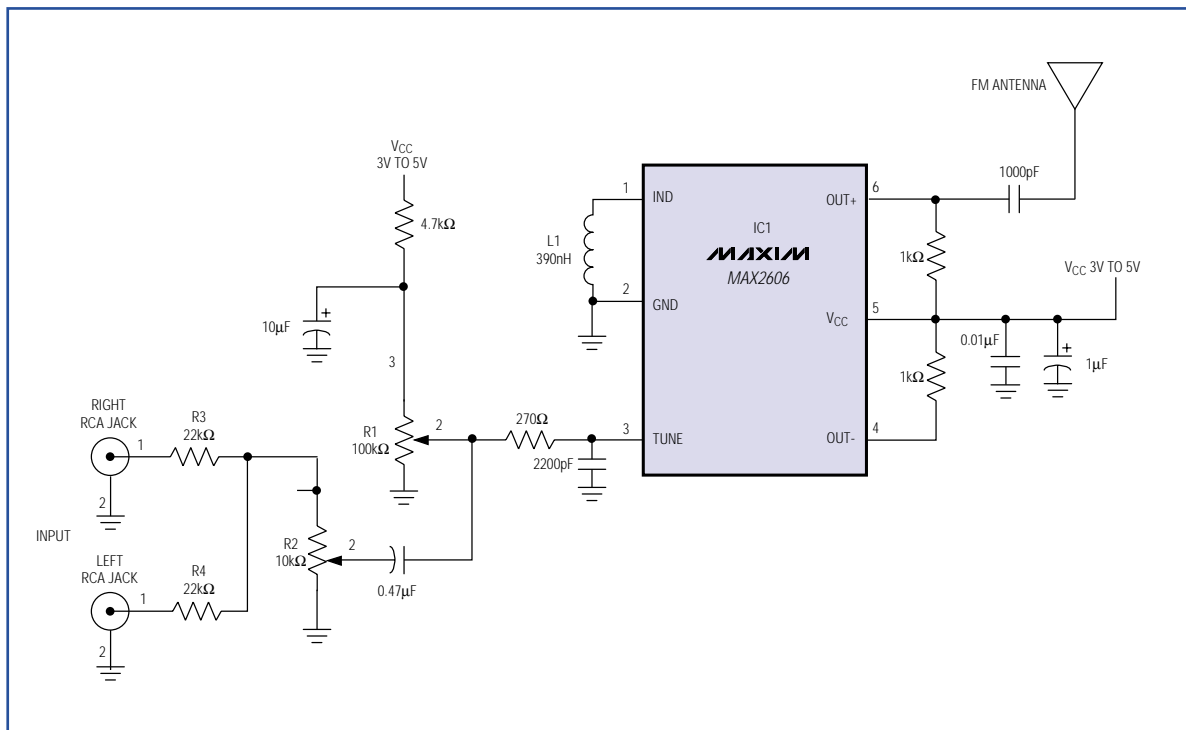 FM ANTENNA
VCC
3V TO 5V
4.7kΩ
10µF
+
3
RIGHT
RCA JACK
1
R3
22kΩ
2
INPUT
LEFT
RCA JACK
1
R4
22kΩ
2
R1
100kΩ
2
R2
10kΩ
2
0.47µF
270Ω
2200pF
L1
390nH
1
IND
2
GND
3
TUNE
IC1
MAXIM
MAX2606
OUT+
6
VCC
5
OUT-
4
1000pF
1kΩ
1kΩ
VCC 3V TO 5V
0.01µF
+
1µF